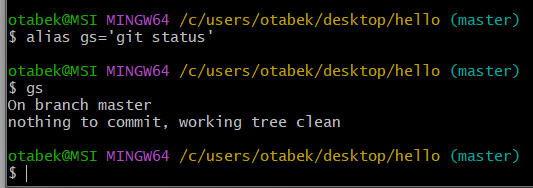 otabek@MSI MINGW64 /c/users/otabek/desktop/hello (master)
$ alias gs='git status'
otabek@MSI MINGW64 /c/users/otabek/desktop/hello (master)
$ gs
On branch master
nothing to commit, working tree clean
otabek@MSI MINGW64 /c/users/otabek/desktop/hello (master)
$